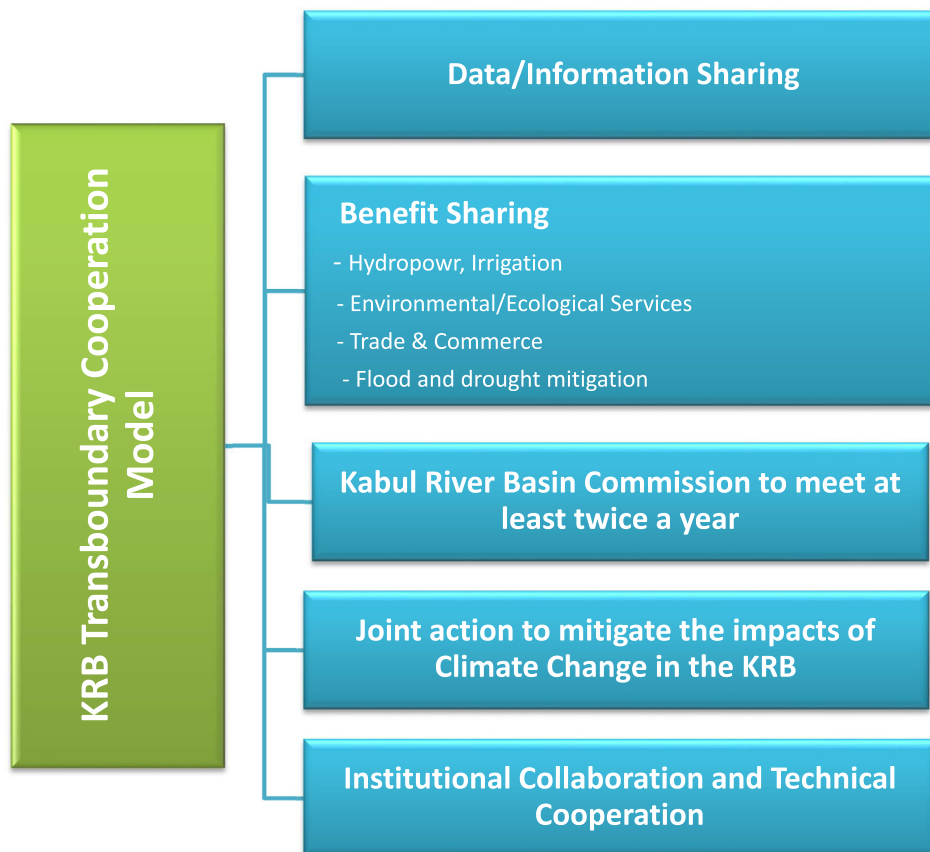 KRB Transboundary Cooperation
Model
Data/Information Sharing
Benefit Sharing
- Hydropowr, Irrigation
- Environmental/Ecological Services
- Trade & Commerce
- Flood and drought mitigation
Kabul River Basin Commission to meet at
least twice a year
Joint action to mitigate the impacts of
Climate Change in the KRB
Institutional Collaboration and Technical
Cooperation